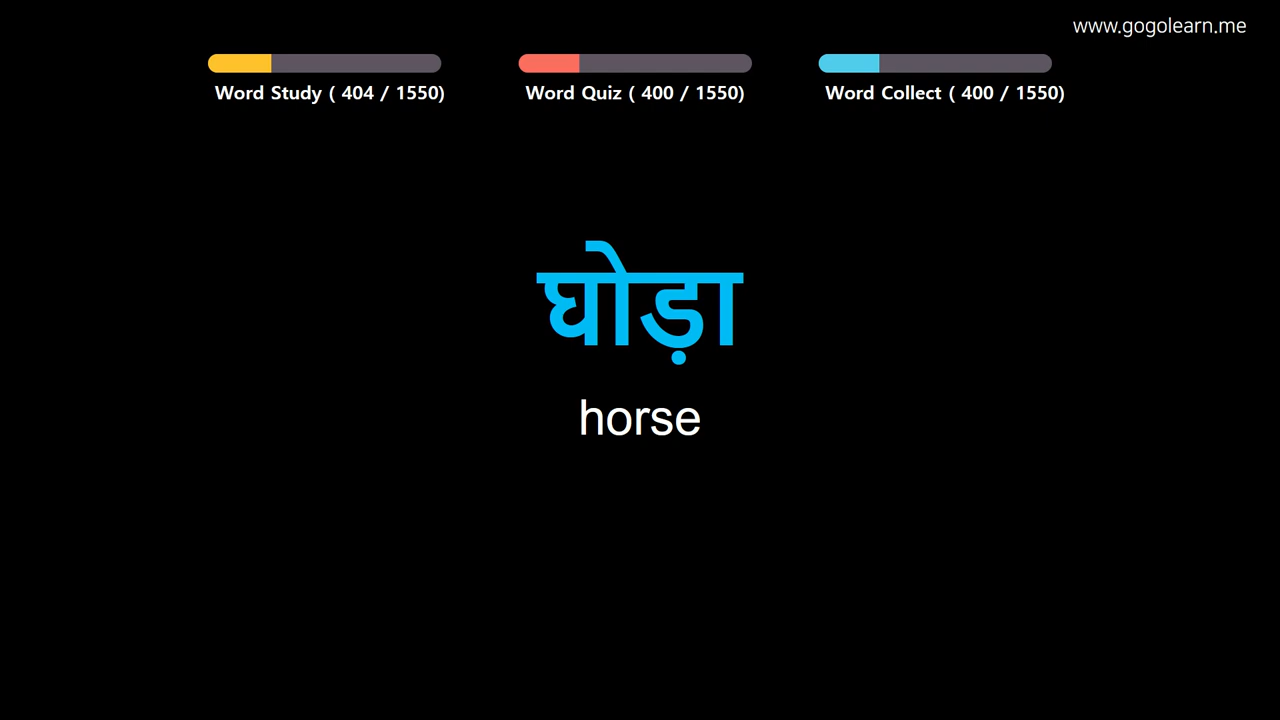 www.gogolearn.me
Word Study ( 404 / 1550)
Word Quiz ( 400 / 1550)
Word Collect ( 400 / 1550)
घोड़ा
horse